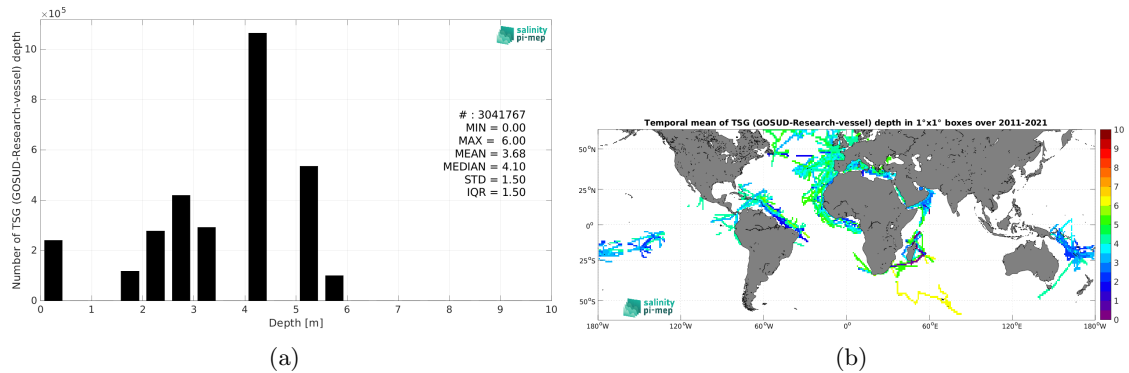 ×10⁵
salinity
pi-mep
Number of TSG (GOSUD-Research-vessel) depth
10
8
6
4
2
0
# : 3041767
MIN = 0.00
MAX = 6.00
MEAN = 3.68
MEDIAN = 4.10
STD = 1.50
IQR = 1.50
0 1 2 3 4 5 6 7 8 9 10
Depth [m]
(a)
Temporal mean of TSG (GOSUD-Research-vessel) depth in 1°x1° boxes over 2011-2021
50°N
25°N
0°
25°S
50°S
salinity
pi-mep
180°W 120°W 60°W 0° 60°E 120°E 180°E
10
9
8
7
6
5
4
3
2
1
0
(b)